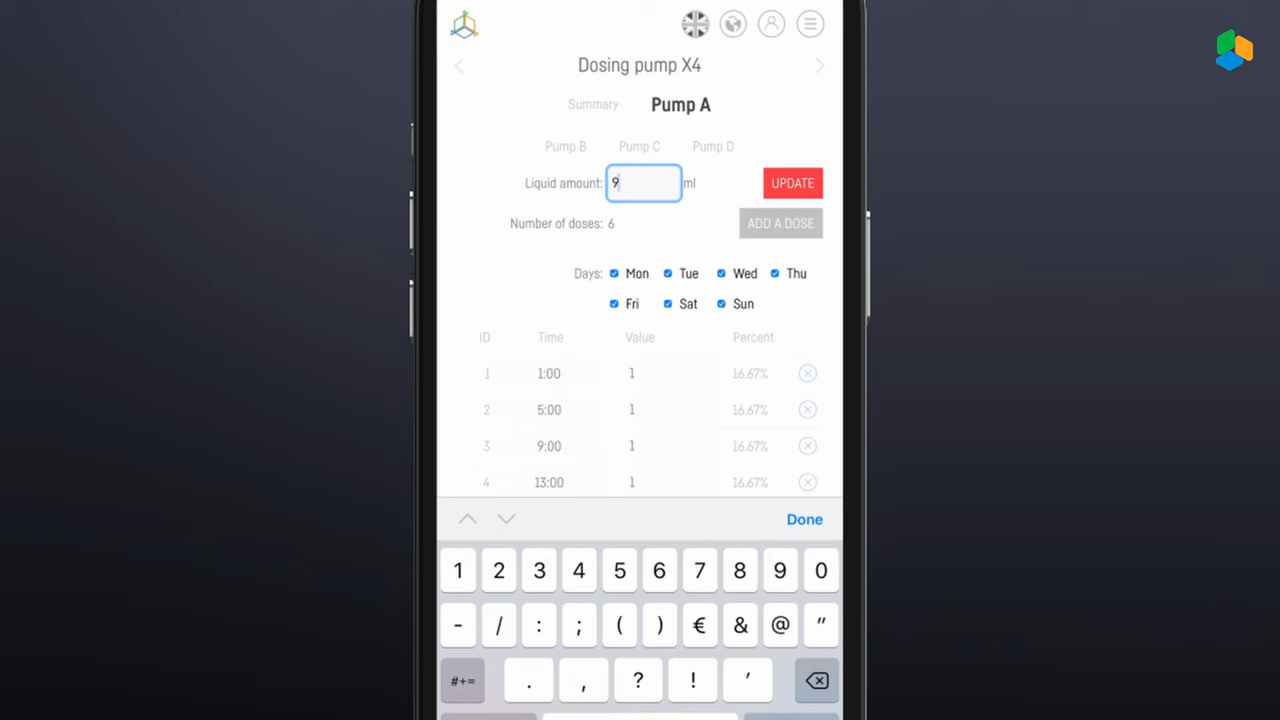 Dosing pump X4
Summary Pump A
Pump B Pump C Pump D
Liquid amount: 9 ml UPDATE
Number of doses: 6 ADD A DOSE
Days: Mon Tue Wed Thu
Fri Sat Sun
ID Time Value Percent
1 1:00 1 16.67%
2 5:00 1 16.67%
3 9:00 1 16.67%
4 13:00 1 16.67%
Done
1 2 3 4 5 6 7 8 9 0
- / : ; ( ) € & @ "
#+= . , ? ! '